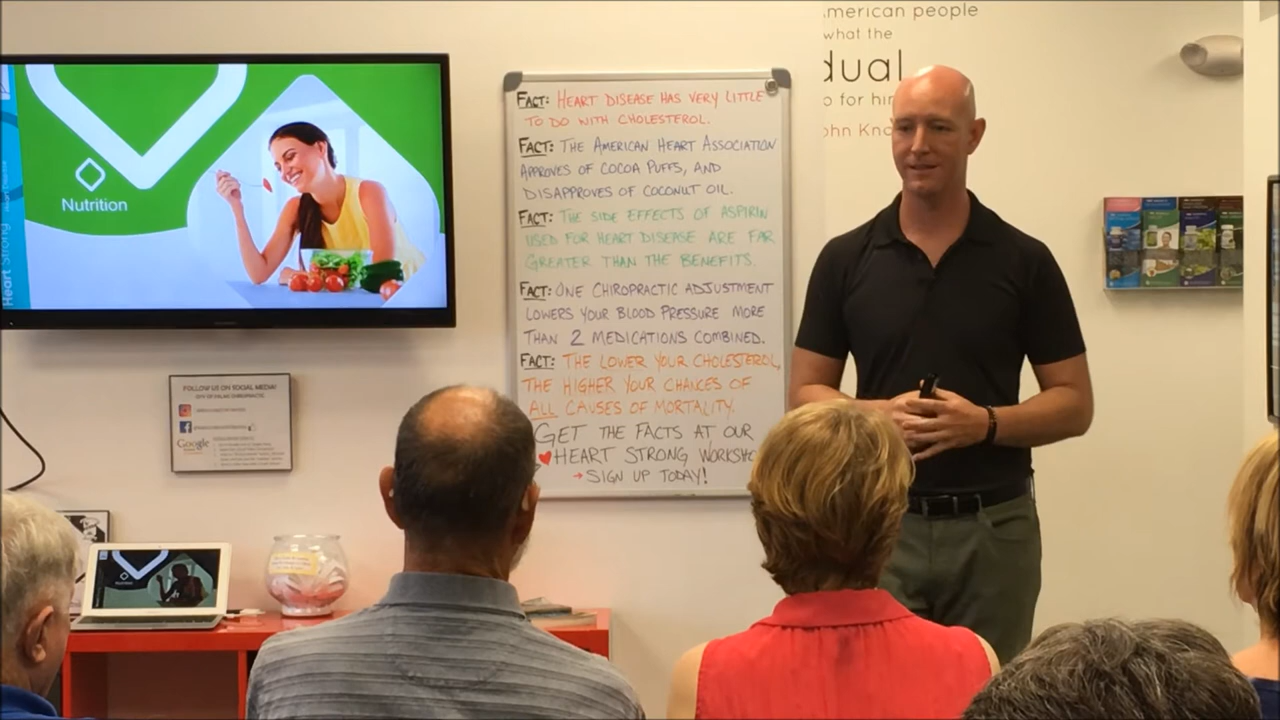 American people
what the
dual
o for him
ohn Kno
Nutrition
Heart Strong
FACT: HEART DISEASE HAS VERY LITTLE
TO DO WITH CHOLESTEROL.
FACT: THE AMERICAN HEART ASSOCIATION
APPROVES OF COCOA PUFFS, AND
DISAPPROVES OF COCONUT OIL.
FACT: THE SIDE EFFECTS OF ASPIRIN
USED FOR HEART DISEASE ARE FAR
GREATER THAN THE BENEFITS.
FACT: ONE CHIROPRACTIC ADJUSTMENT
LOWERS YOUR BLOOD PRESSURE MORE
THAN 2 MEDICATIONS COMBINED.
FACT: THE LOWER YOUR CHOLESTEROL,
THE HIGHER YOUR CHANCES OF
ALL CAUSES OF MORTALITY.
GET THE FACTS AT OUR
HEART STRONG WORKSHO
SIGN UP TODAY!
FOLLOW US ON SOCIAL MEDIA!
Google